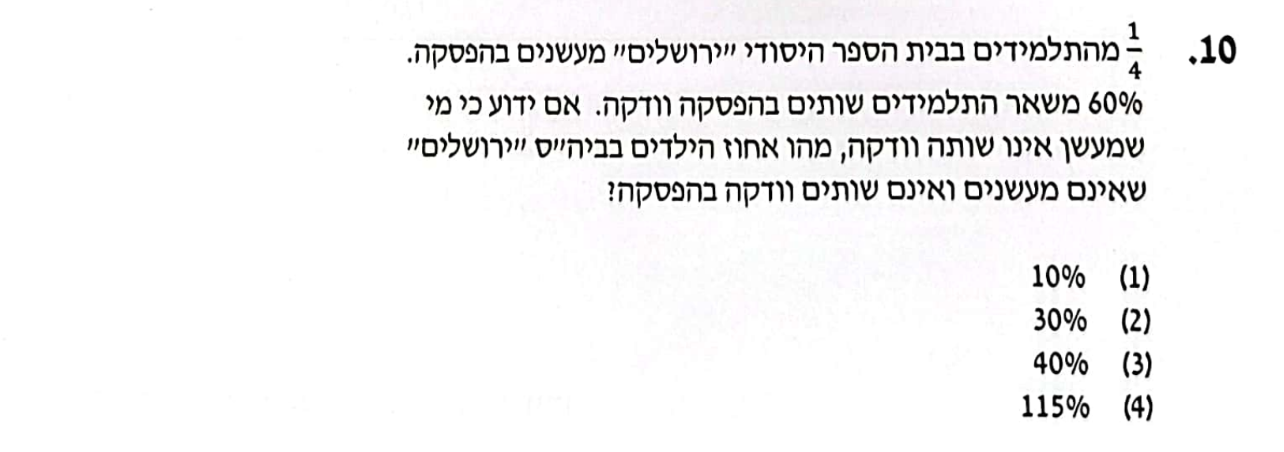 10. 1/4 מהתלמידים בבית הספר היסודי "ירושלים" מעשנים בהפסקה.
60% משאר התלמידים שותים בהפסקה וודקה. אם ידוע כי מי
שמעשן אינו שותה וודקה, מהו אחוז הילדים בביה"ס "ירושלים"
שאינם מעשנים ואינם שותים וודקה בהפסקה?
(1) 10%
(2) 30%
(3) 40%
(4) 115%